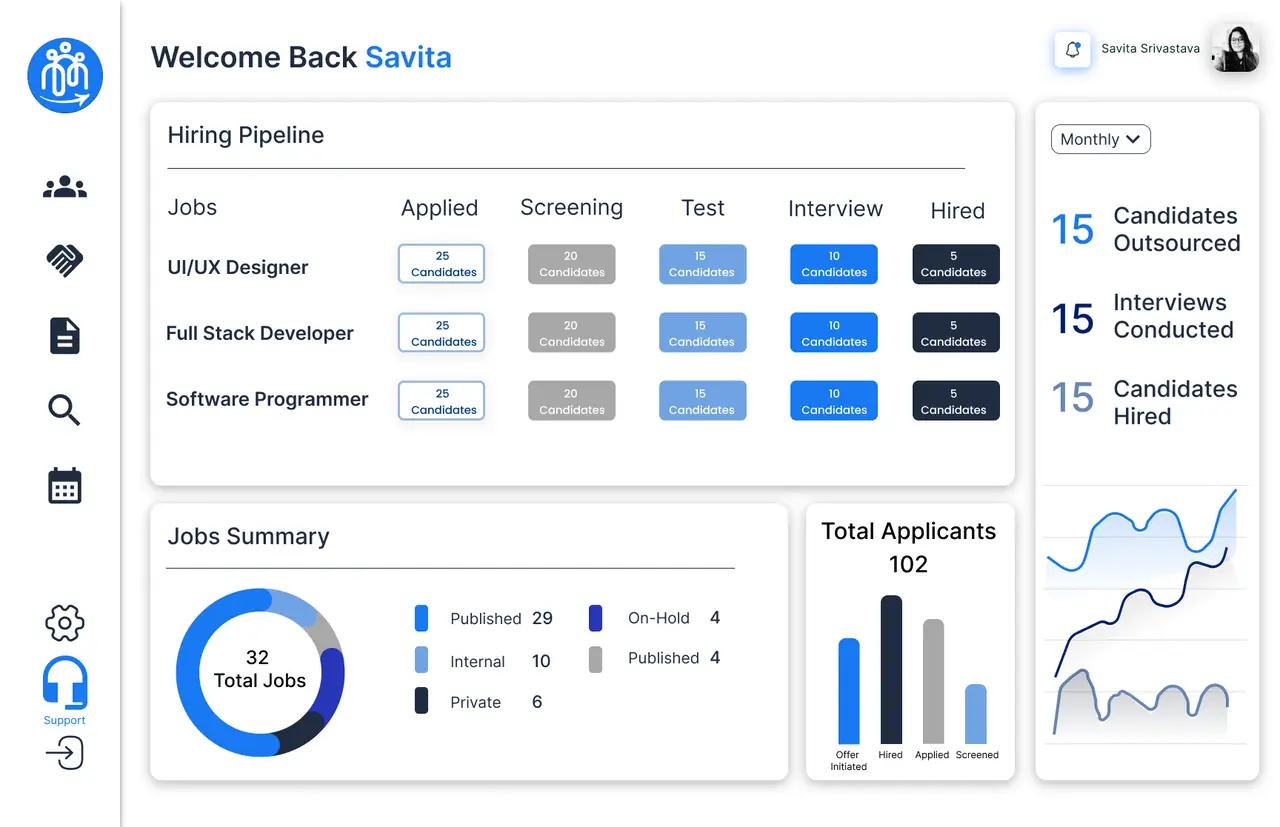 Welcome Back Savita
Savita Srivastava
Hiring Pipeline
Jobs Applied Screening Test Interview Hired
UI/UX Designer
25 Candidates
20 Candidates
15 Candidates
10 Candidates
5 Candidates
Full Stack Developer
25 Candidates
20 Candidates
15 Candidates
10 Candidates
5 Candidates
Software Programmer
25 Candidates
20 Candidates
15 Candidates
10 Candidates
5 Candidates
Monthly
15 Candidates Outsourced
15 Interviews Conducted
15 Candidates Hired
Jobs Summary
32
Total Jobs
Published 29
Internal 10
Private 6
On-Hold 4
Published 4
Total Applicants
102
Offer Initiated
Hired
Applied
Screened
Support